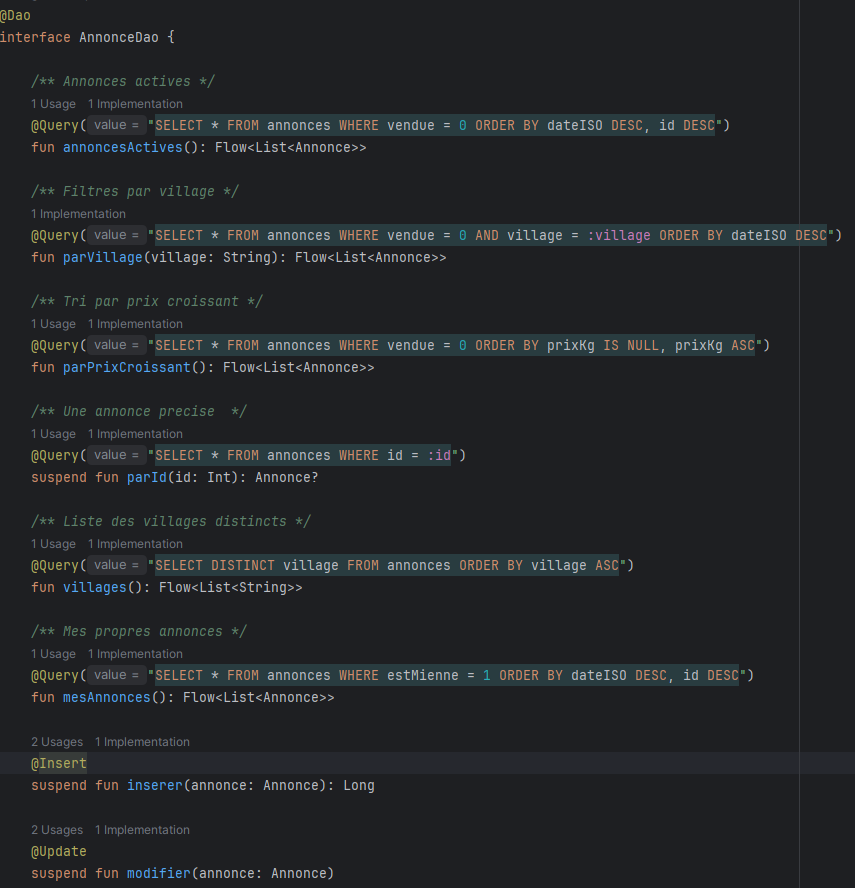 @Dao
interface AnnonceDao {
/** Annonces actives */
1 Usage 1 Implementation
@Query( value = "SELECT * FROM annonces WHERE vendue = 0 ORDER BY dateISO DESC, id DESC")
fun annoncesActives(): Flow<List<Annonce>>
/** Filtres par village */
1 Implementation
@Query( value = "SELECT * FROM annonces WHERE vendue = 0 AND village = :village ORDER BY dateISO DESC")
fun parVillage(village: String): Flow<List<Annonce>>
/** Tri par prix croissant */
1 Usage 1 Implementation
@Query( value = "SELECT * FROM annonces WHERE vendue = 0 ORDER BY prixKg IS NULL, prixKg ASC")
fun parPrixCroissant(): Flow<List<Annonce>>
/** Une annonce precise  */
1 Usage 1 Implementation
@Query( value = "SELECT * FROM annonces WHERE id = :id")
suspend fun parId(id: Int): Annonce?
/** Liste des villages distincts */
1 Usage 1 Implementation
@Query( value = "SELECT DISTINCT village FROM annonces ORDER BY village ASC")
fun villages(): Flow<List<String>>
/** Mes propres annonces */
1 Usage 1 Implementation
@Query( value = "SELECT * FROM annonces WHERE estMienne = 1 ORDER BY dateISO DESC, id DESC")
fun mesAnnonces(): Flow<List<Annonce>>
2 Usages 1 Implementation
@Insert
suspend fun inserer(annonce: Annonce): Long
2 Usages 1 Implementation
@Update
suspend fun modifier(annonce: Annonce)